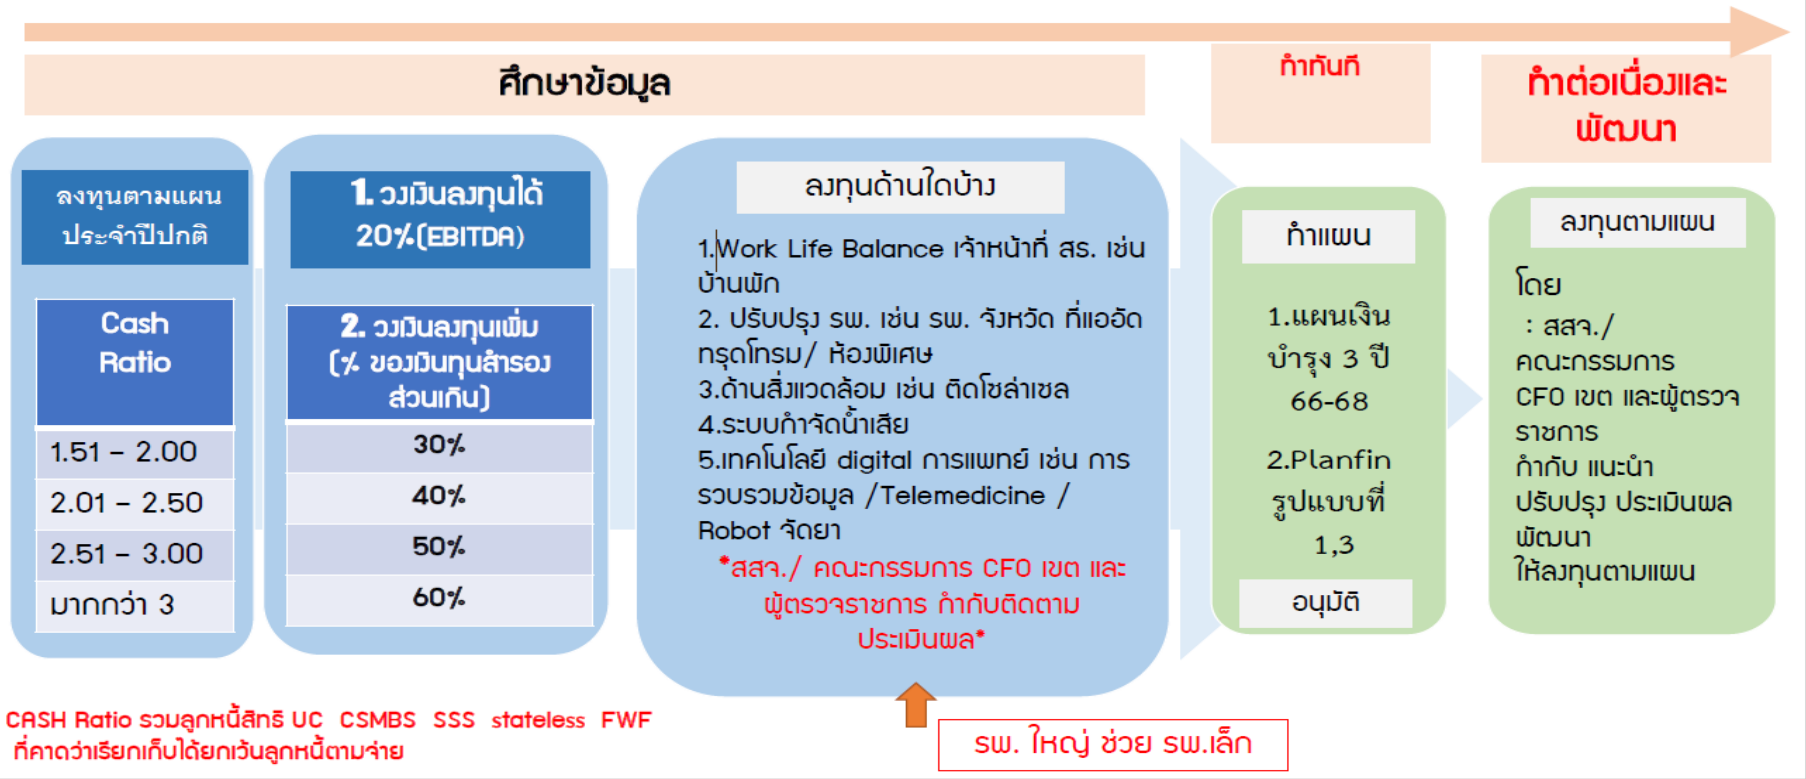 ศึกษาข้อมูล
ทำทันที
ทำต่อเนื่องและ
พัฒนา
ลงทุนตามแผน
ประจำปีปกติ
Cash
Ratio
1.51 – 2.00
2.01 – 2.50
2.51 – 3.00
มากกว่า 3
1. วงเงินลงทุนได้
20%(EBITDA)
2. วงเงินลงทุนเพิ่ม
(% ของเงินทุนสำรอง
ส่วนเกิน)
30%
40%
50%
60%
ลงทุนด้านใดบ้าง
1.Work Life Balance เจ้าหน้าที่ สธ. เช่น
บ้านพัก
2. ปรับปรุง รพ. เช่น รพ. จังหวัด ที่แออัด
ทรุดโทรม/ ห้องพิเศษ
3.ด้านสิ่งแวดล้อม เช่น ติดโซล่าเซล
4.ระบบกำจัดน้ำเสีย
5.เทคโนโลยี digital การแพทย์ เช่น การ
รวบรวมข้อมูล /Telemedicine /
Robot จัดยา
*สสจ./ คณะกรรมการ CFO เขต และ
ผู้ตรวจราชการ กำกับติดตาม
ประเมินผล*
ทำแผน
1.แผนเงิน
บำรุง 3 ปี
66-68
2.Planfin
รูปแบบที่
1,3
อนุมัติ
ลงทุนตามแผน
โดย
: สสจ./
คณะกรรมการ
CFO เขต และผู้ตรวจ
ราชการ
กำกับ แนะนำ
ปรับปรุง ประเมินผล
พัฒนา
ให้ลงทุนตามแผน
CASH Ratio รวมลูกหนี้สิทธิ UC CSMBS SSS stateless FWF
ที่คาดว่าเรียกเก็บได้ยกเว้นลูกหนี้ตามจ่าย
รพ. ใหญ่ ช่วย รพ.เล็ก